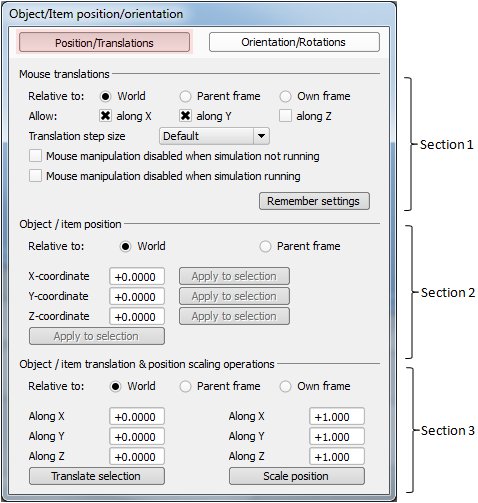 Object/Item position/orientation
Position/Translations Orientation/Rotations
Mouse translations
Relative to: World Parent frame Own frame
Allow: along X along Y along Z
Translation step size Default
Mouse manipulation disabled when simulation not running
Mouse manipulation disabled when simulation running
Remember settings
Section 1
Object / item position
Relative to: World Parent frame
X-coordinate +0.0000 Apply to selection
Y-coordinate +0.0000 Apply to selection
Z-coordinate +0.0000 Apply to selection
Apply to selection
Section 2
Object / item translation & position scaling operations
Relative to: World Parent frame Own frame
Along X +0.0000 Along X +1.000
Along Y +0.0000 Along Y +1.000
Along Z +0.0000 Along Z +1.000
Translate selection Scale position
Section 3